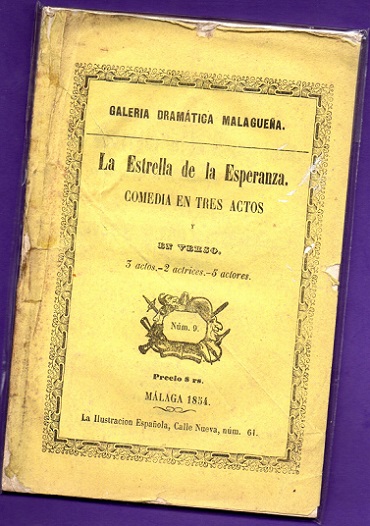 GALERIA DRAMÁTICA MALAGUEÑA.
La Estrella de la Esperanza.
COMEDIA EN TRES ACTOS
Y
EN VERSO.
3 actos.-2 actrices.-5 actores.
Núm. 9.
Precio 8 rs.
MÁLAGA 1854.
La Ilustracion Española, Calle Nueva, núm. 61.